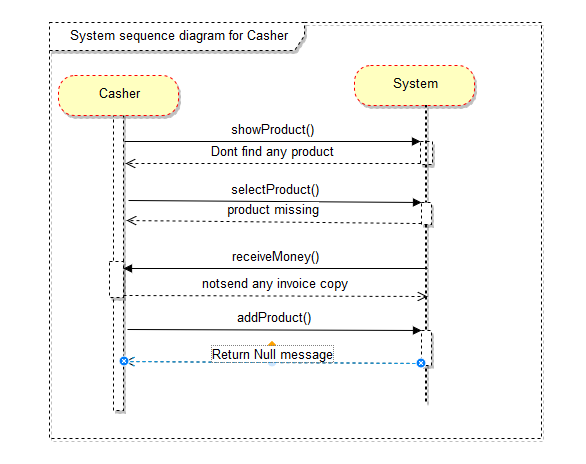 System sequence diagram for Casher
Casher
System
showProduct()
Dont find any product
selectProduct()
product missing
receiveMoney()
notsend any invoice copy
addProduct()
Return Null message